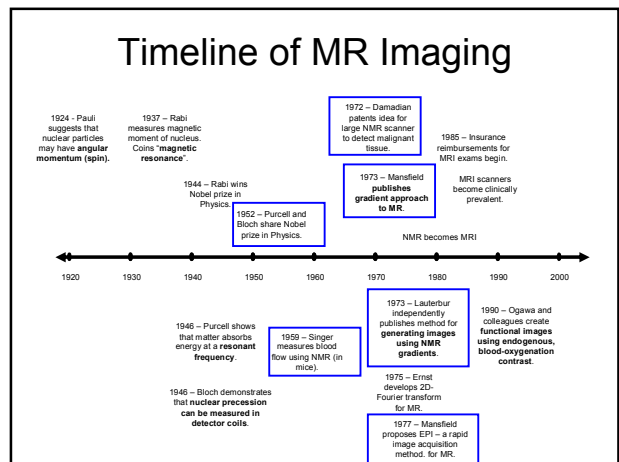 Timeline of MR Imaging
1924 - Pauli
suggests that
nuclear particles
may have angular
momentum (spin).
1937 – Rabi
measures magnetic
moment of nucleus.
Coins “magnetic
resonance”.
1944 – Rabi wins
Nobel prize in
Physics.
1952 – Purcell and
Bloch share Nobel
prize in Physics.
1972 – Damadian
patents idea for
large NMR scanner
to detect malignant
tissue.
1973 – Mansfield
publishes
gradient approach
to MR.
1985 – Insurance
reimbursements for
MRI exams begin.
MRI scanners
become clinically
prevalent.
NMR becomes MRI
1920 1930 1940 1950 1960 1970 1980 1990 2000
1946 – Purcell shows
that matter absorbs
energy at a resonant
frequency.
1946 – Bloch demonstrates
that nuclear precession
can be measured in
detector coils.
1959 – Singer
measures blood
flow using NMR (in
mice).
1973 – Lauterbur
independently
publishes method for
generating images
using NMR
gradients.
1975 – Ernst
develops 2D-
Fourier transform
for MR.
1977 – Mansfield
proposes EPI – a rapid
image acquisition
method. for MR.
1990 – Ogawa and
colleagues create
functional images
using endogenous,
blood-oxygenation
contrast.